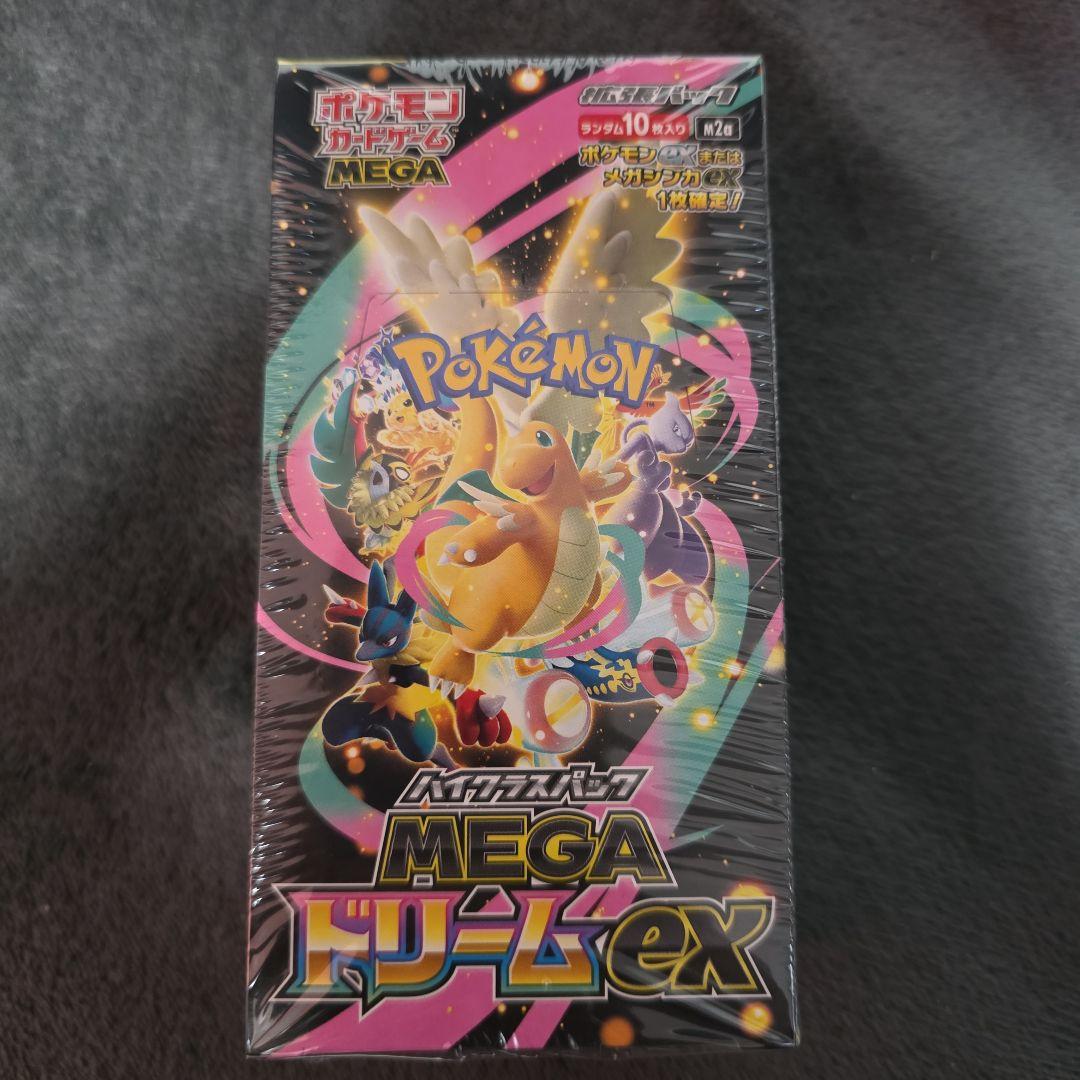 ポケモン
カードゲーム
MEGA
拡張パック
ランダム10枚入り M2a
ポケモンexまたは
メガシンカex
1枚確定!
POKéMON
TM
ハイクラスパック
MEGA
ドリームex